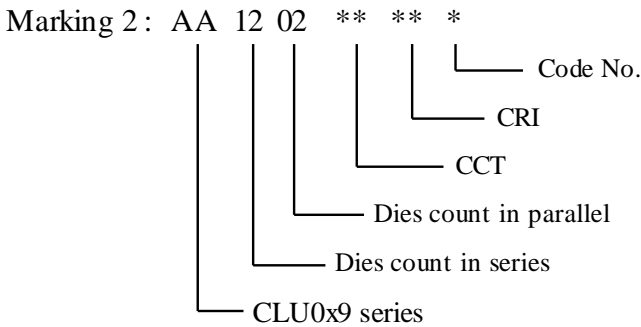 Marking 2 : AA 12 02 ** ** *
Code No.
CRI
CCT
Dies count in parallel
Dies count in series
CLU0x9 series